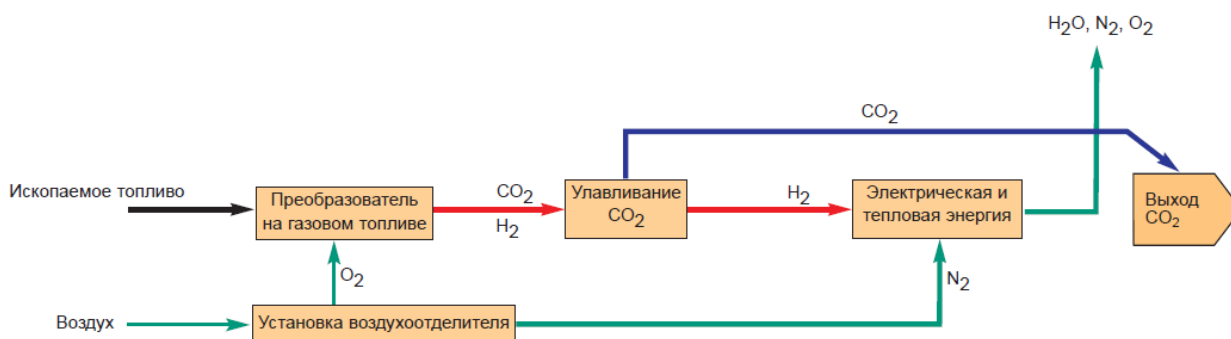 H2O, N2, O2
CO2
Ископаемое топливо
Преобразователь
на газовом топливе
CO2
H2
Улавливание
CO2
H2
Электрическая и
тепловая энергия
Выход
CO2
O2
N2
Воздух
Установка воздухоотделителя